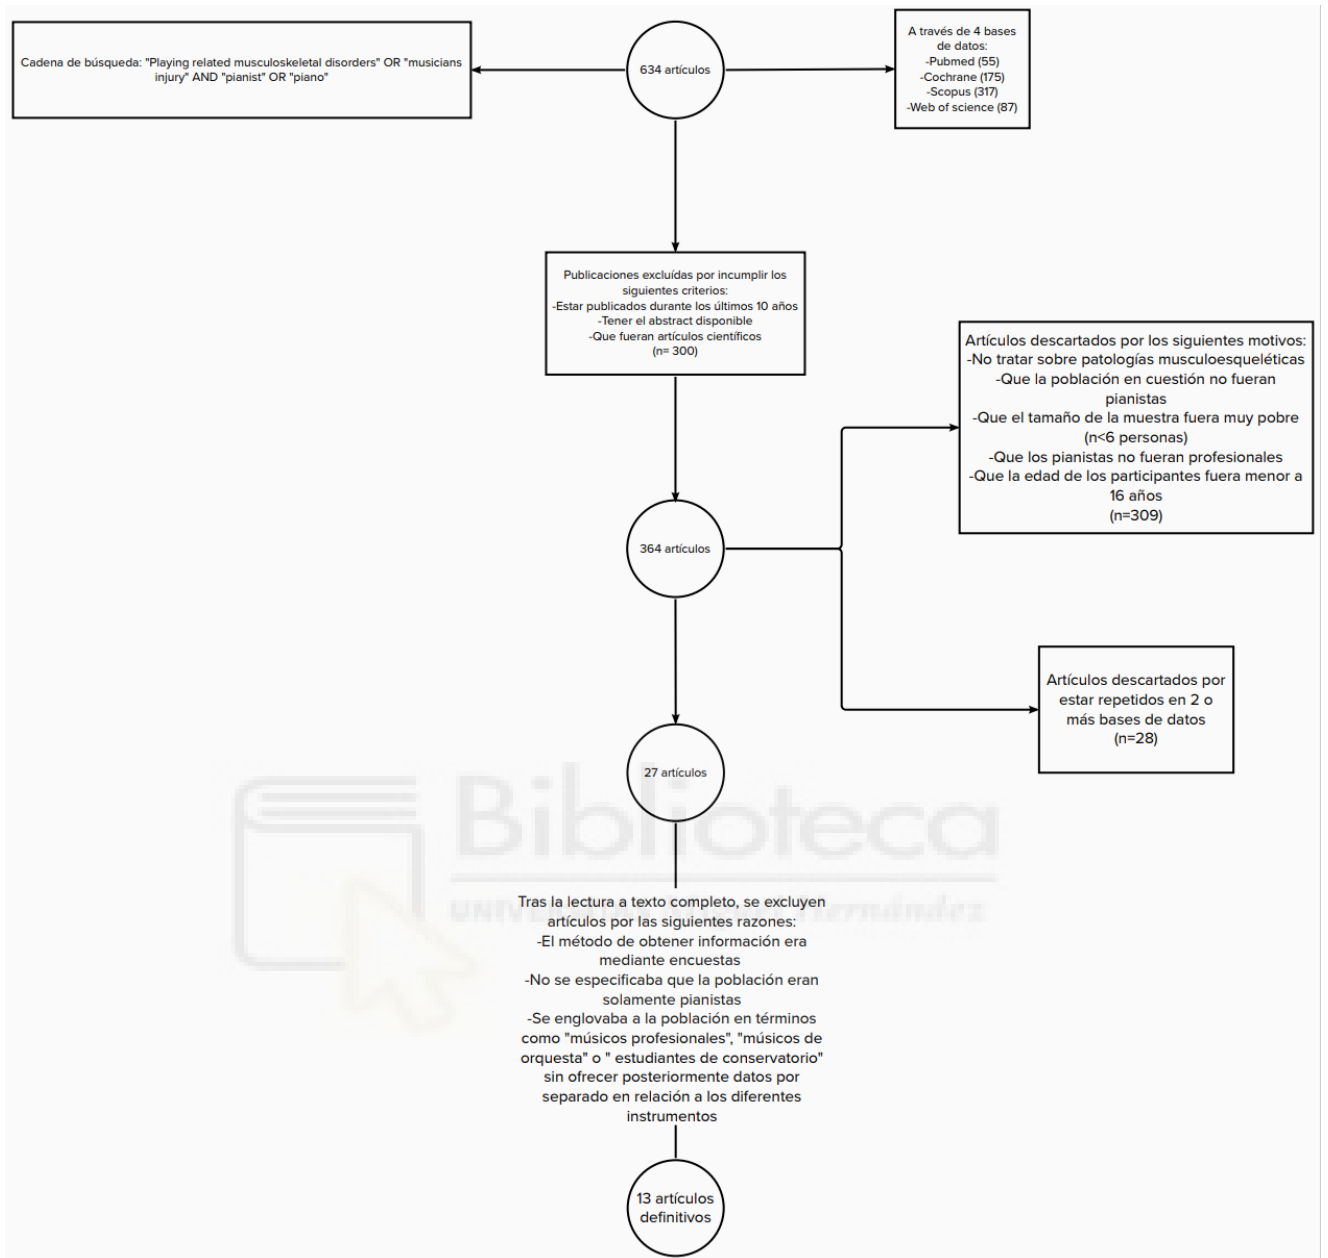 Cadena de búsqueda: "Playing related musculoskeletal disorders" OR "musicians
injury" AND "pianist" OR "piano"
634 artículos
A través de 4 bases
de datos:
-Pubmed (55)
-Cochrane (175)
-Scopus (317)
-Web of science (87)
Publicaciones excluídas por incumplir los
siguientes criterios:
-Estar publicados durante los últimos 10 años
-Tener el abstract disponible
-Que fueran artículos científicos
(n= 300)
Artículos descartados por los siguientes motivos:
-No tratar sobre patologías musculoesqueléticas
-Que la población en cuestión no fueran
pianistas
-Que el tamaño de la muestra fuera muy pobre
(n<6 personas)
-Que los pianistas no fueran profesionales
-Que la edad de los participantes fuera menor a
16 años
(n=309)
364 artículos
Artículos descartados por
estar repetidos en 2 o
más bases de datos
(n=28)
27 artículos
Biblioteca
Tras la lectura a texto completo, se excluyen
artículos por las siguientes razones:
-El método de obtener información era
mediante encuestas
-No se especificaba que la población eran
solamente pianistas
-Se englovaba a la población en términos
como "músicos profesionales", "músicos de
orquesta" o " estudiantes de conservatorio"
sin ofrecer posteriormente datos por
separado en relación a los diferentes
instrumentos
13 artículos
definitivos